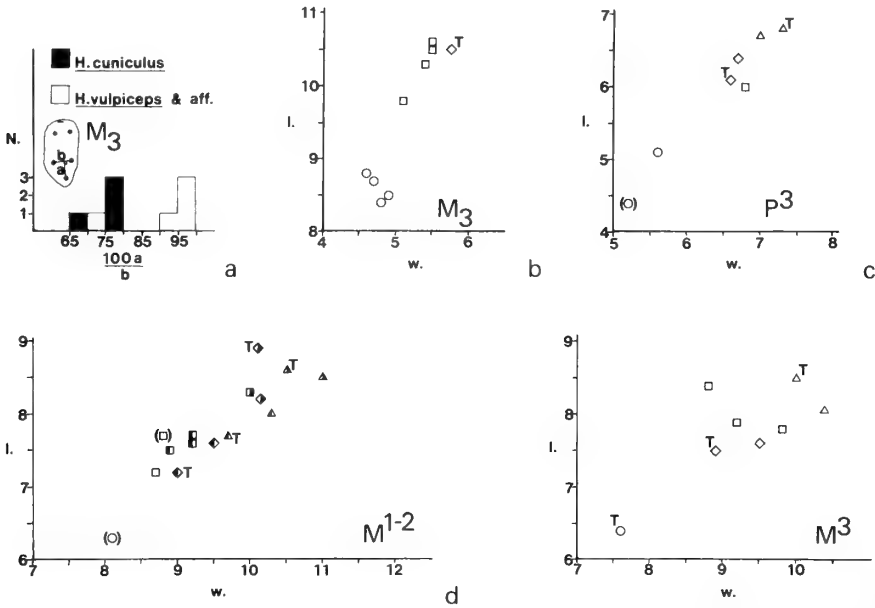 H. cuniculus
H. vulpiceps & aff.
M3
b
a
N.
3
2
1
65 75 85 95
100 a
b
a
11
10
9
8
l.
T
M3
4 5 6
w.
b
7
6
5
4
l.
T
T
P3
5 6 7 8
w.
c
9
8
7
6
l.
T
T
T
T
M1-2
7 8 9 10 11 12
w.
d
9
8
7
6
l.
T
T
T
M3
7 8 9 10
w.